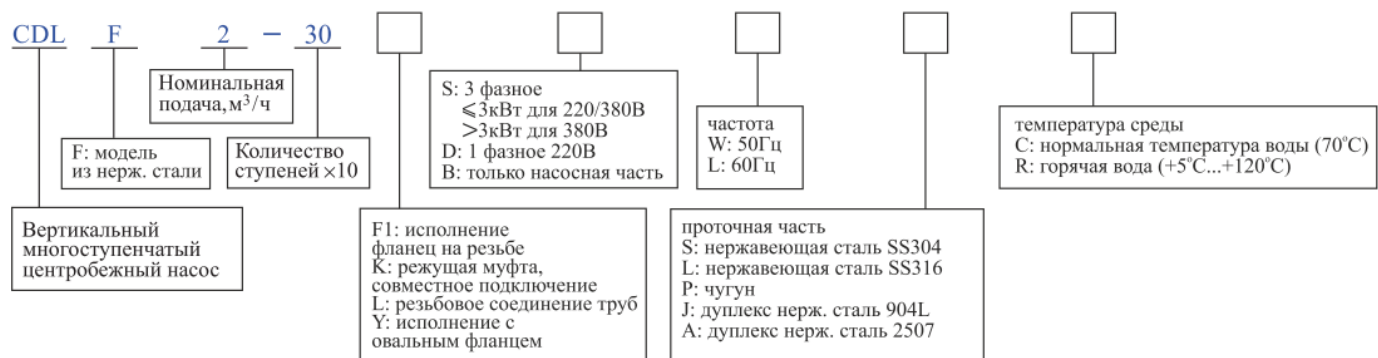 CDL F 2 – 30
Номинальная
подача, м³/ч
F: модель
из нерж. стали
Количество
ступеней ×10
Вертикальный
многоступенчатый
центробежный насос
F1: исполнение
фланец на резьбе
K: режущая муфта,
совместное подключение
L: резьбовое соединение труб
Y: исполнение с
овальным фланцем
S: 3 фазное
⩽3кВт для 220/380В
>3кВт для 380В
D: 1 фазное 220В
B: только насосная часть
частота
W: 50Гц
L: 60Гц
проточная часть
S: нержавеющая сталь SS304
L: нержавеющая сталь SS316
P: чугун
J: дуплекс нерж. сталь 904L
A: дуплекс нерж. сталь 2507
температура среды
C: нормальная температура воды (70°C)
R: горячая вода (+5°C...+120°C)